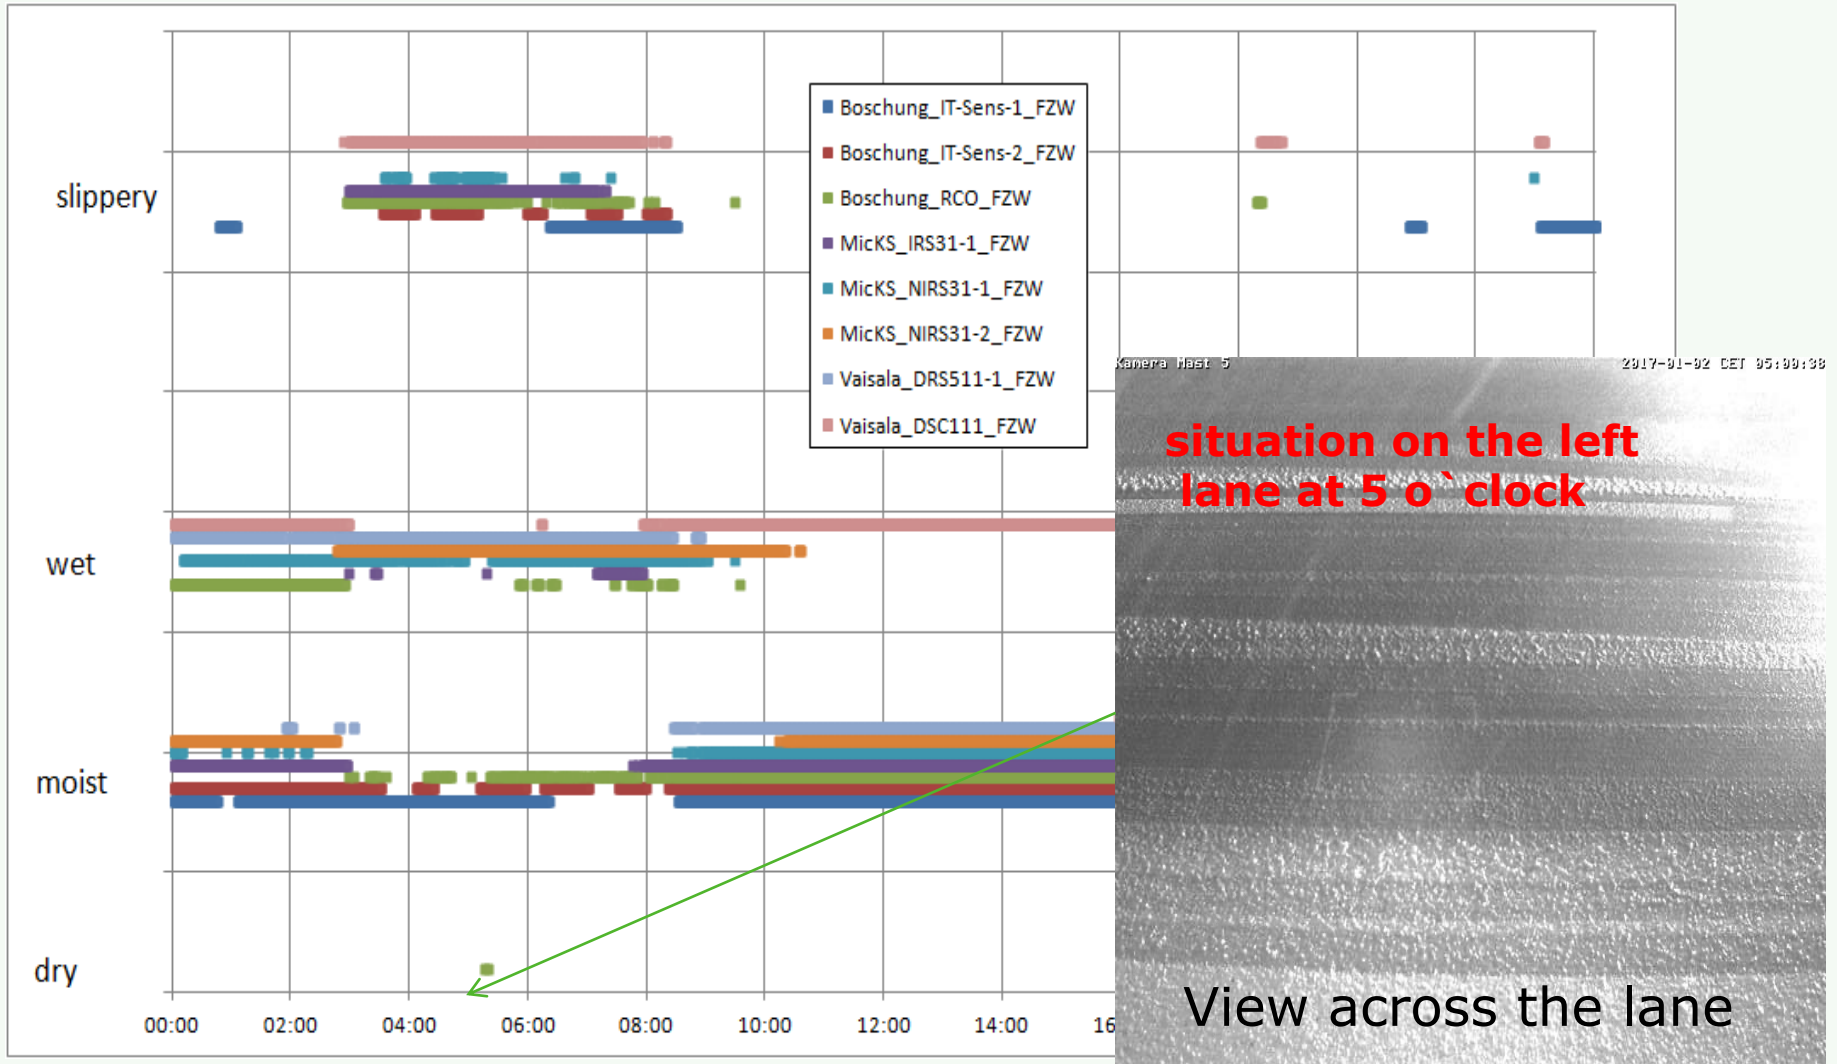 slippery
wet
moist
dry
Boschung_IT-Sens-1_FZW
Boschung_IT-Sens-2_FZW
Boschung_RCO_FZW
MicKS_IRS31-1_FZW
MicKS_NIRS31-1_FZW
MicKS_NIRS31-2_FZW
Vaisala_DRS511-1_FZW
Vaisala_DSC111_FZW
00:00 02:00 04:00 06:00 08:00 10:00 12:00 14:00 16
Kamera Mast 5 2017-01-02 CET 05:00:38
situation on the left
lane at 5 o`clock
View across the lane